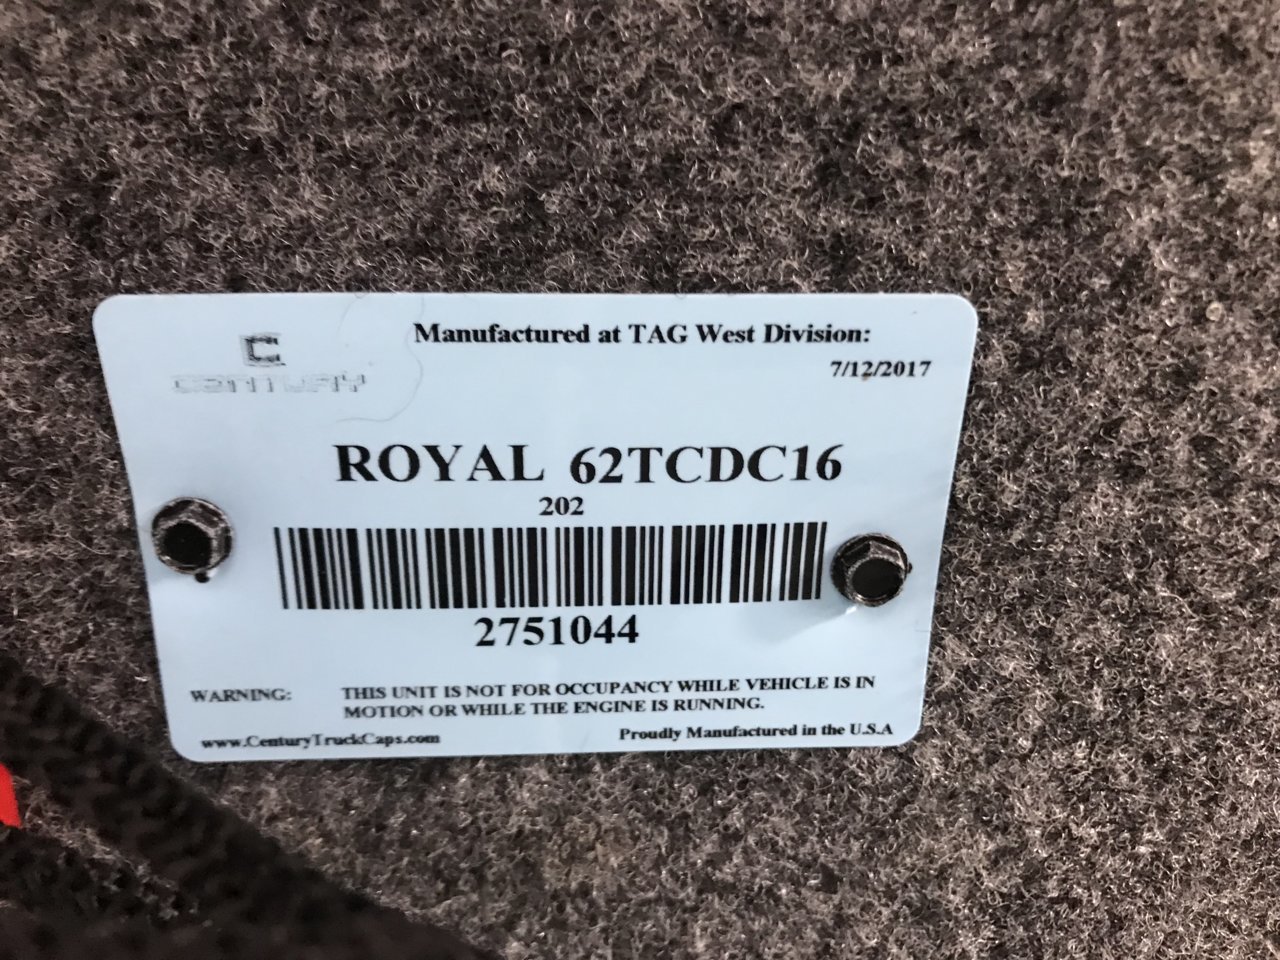 Manufactured at TAG West Division:
C
CENTURY
7/12/2017
ROYAL 62TCDC16
202
2751044
WARNING: THIS UNIT IS NOT FOR OCCUPANCY WHILE VEHICLE IS IN
MOTION OR WHILE THE ENGINE IS RUNNING.
www.CenturyTruckCaps.com
Proudly Manufactured in the U.S.A